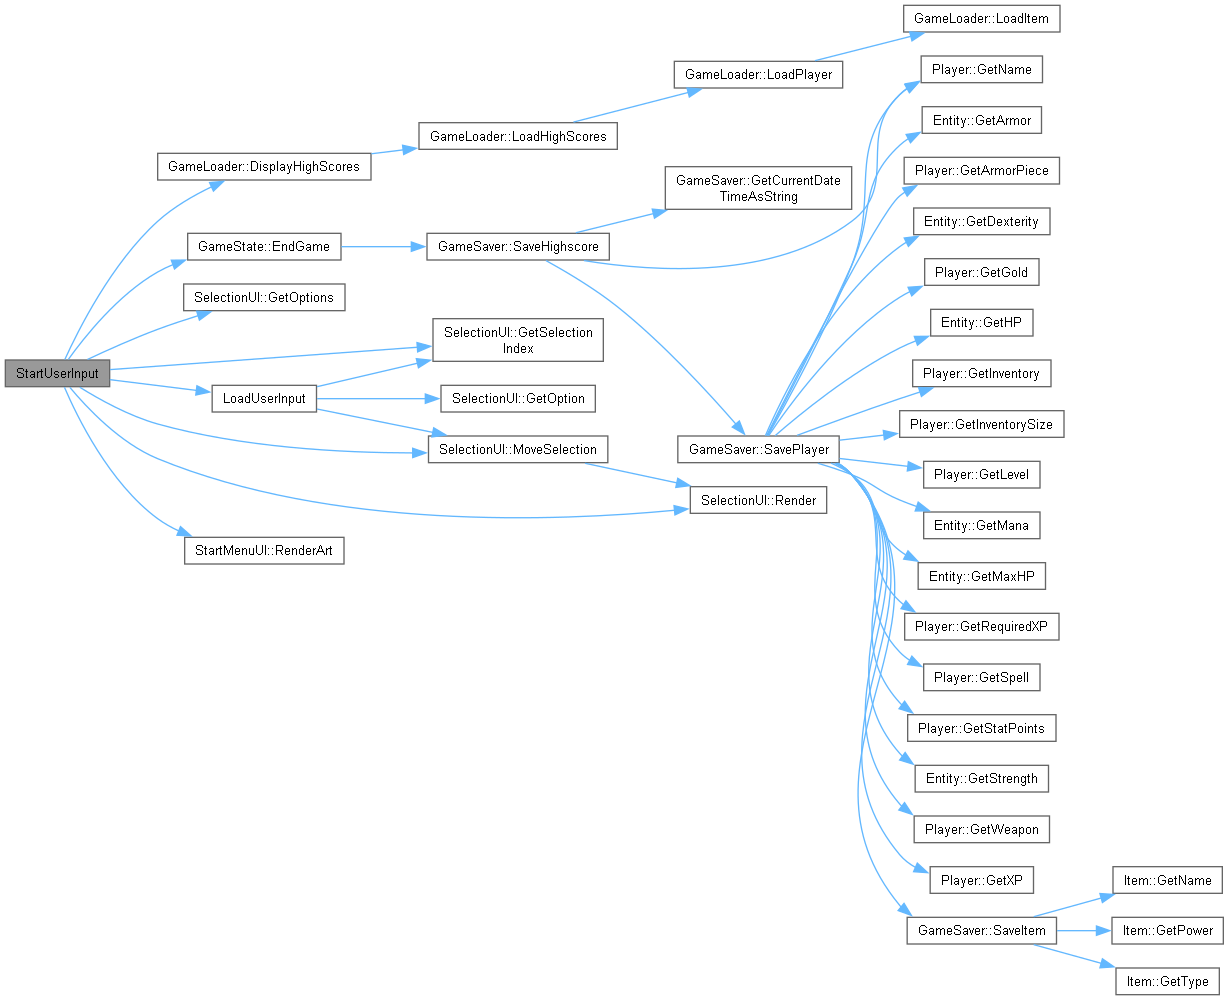 GameLoader::LoadItem
GameLoader::LoadPlayer
Player::GetName
Entity::GetArmor
GameLoader::LoadHighScores
GameLoader::DisplayHighScores
Player::GetArmorPiece
GameSaver::GetCurrentDate
TimeAsString
Entity::GetDexterity
GameState::EndGame
GameSaver::SaveHighscore
Player::GetGold
SelectionUI::GetOptions
Entity::GetHP
SelectionUI::GetSelection
Index
StartUserInput
Player::GetInventory
LoadUserInput
SelectionUI::GetOption
Player::GetInventorySize
SelectionUI::MoveSelection
GameSaver::SavePlayer
Player::GetLevel
SelectionUI::Render
Entity::GetMana
StartMenuUI::RenderArt
Entity::GetMaxHP
Player::GetRequiredXP
Player::GetSpell
Player::GetStatPoints
Entity::GetStrength
Player::GetWeapon
Player::GetXP
Item::GetName
GameSaver::SaveItem
Item::GetPower
Item::GetType